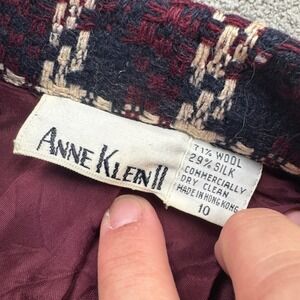 ANNE KLEIN II
71% WOOL
29% SILK
COMMERCIALLY
DRY CLEAN
MADE IN HONG KONG
10